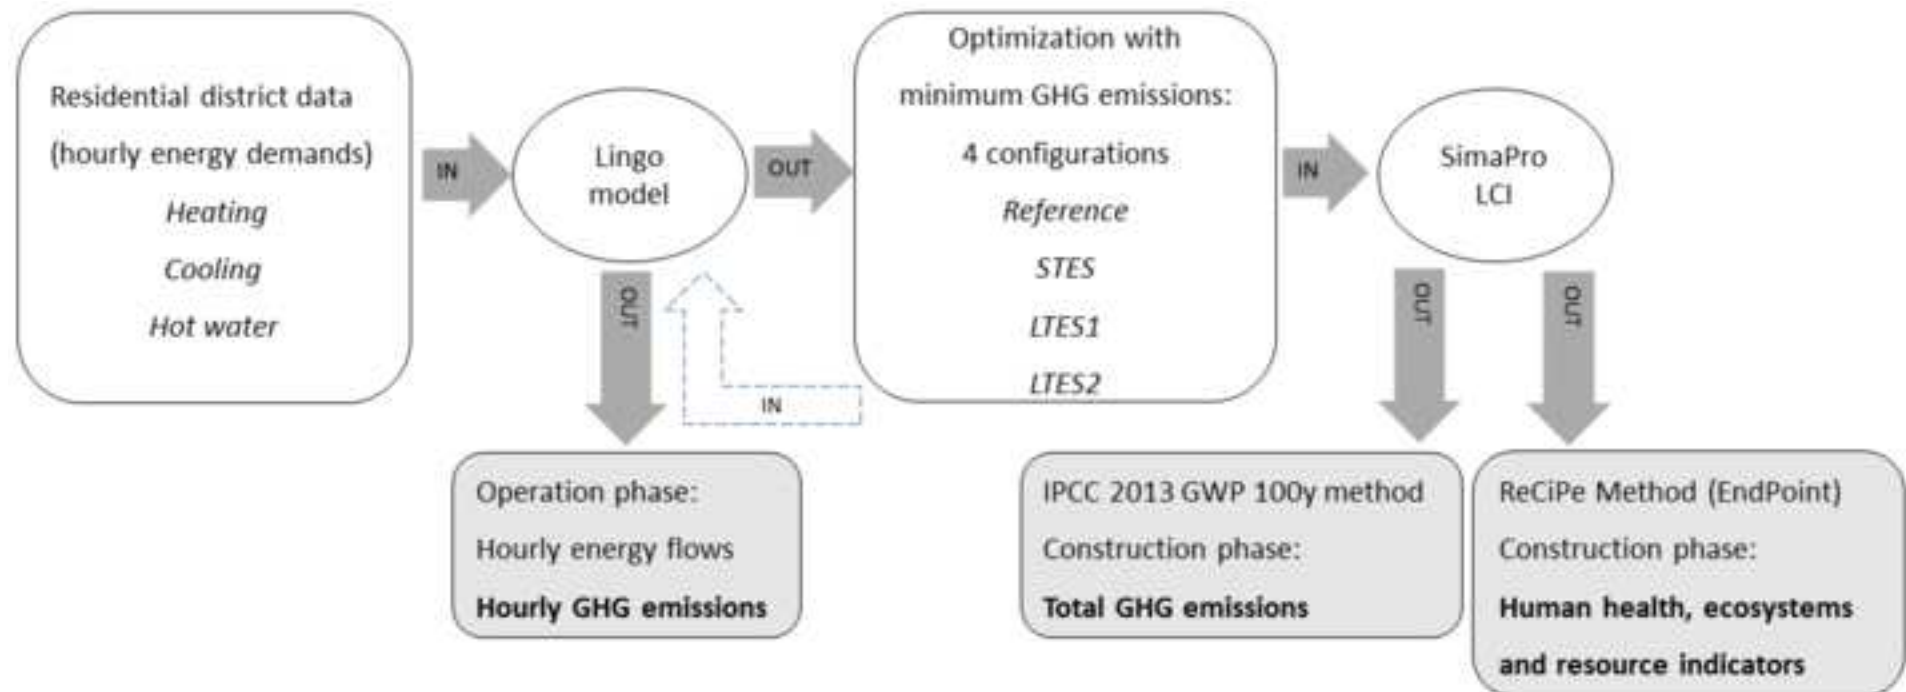 Residential district data
(hourly energy demands)
Heating
Cooling
Hot water
IN
Lingo
model
OUT
Optimization with
minimum GHG emissions:
4 configurations
Reference
STES
LTES1
LTES2
IN
SimaPro
LCI
OUT
IN
OUT
OUT
Operation phase:
Hourly energy flows
Hourly GHG emissions
IPCC 2013 GWP 100y method
Construction phase:
Total GHG emissions
ReCiPe Method (EndPoint)
Construction phase:
Human health, ecosystems
and resource indicators